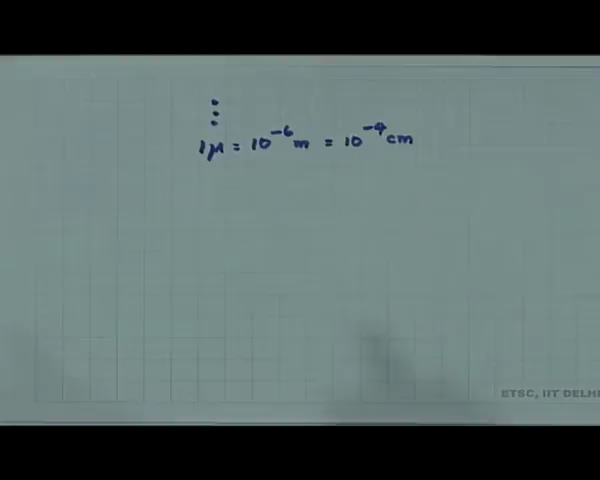 ⋮
1μ = 10⁻⁶ m = 10⁻⁴ cm
ETSC, IIT DELHI